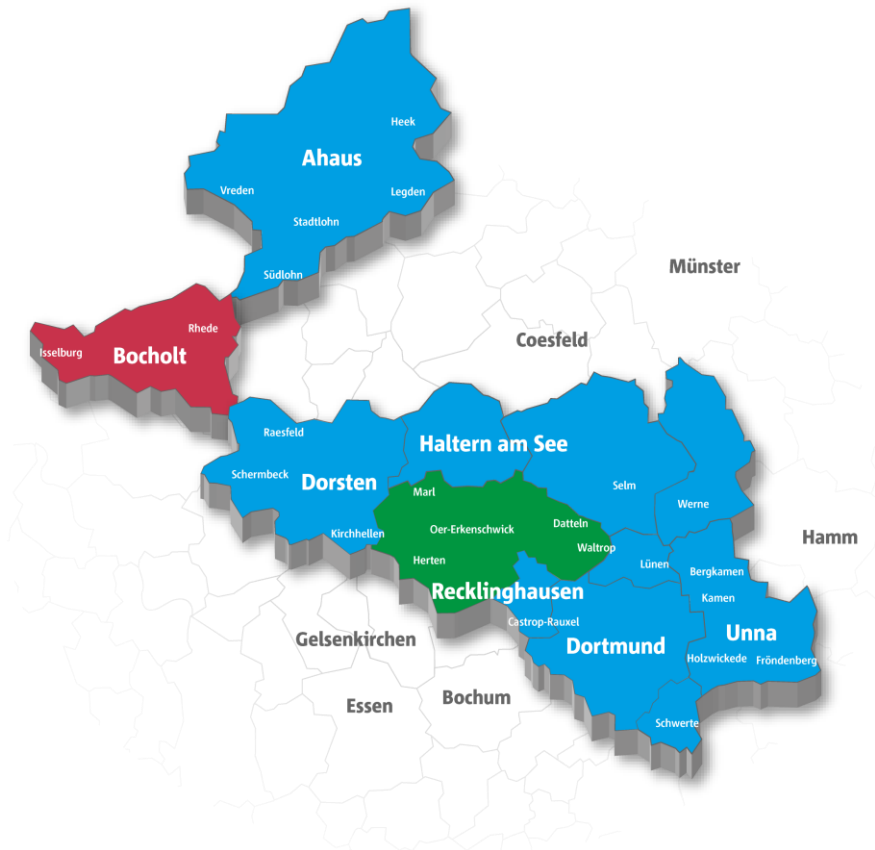 Heek
Ahaus
Vreden
Legden
Stadtlohn
Südlohn
Münster
Rhede
Coesfeld
Isselburg
Bocholt
Raesfeld
Haltern am See
Schermbeck
Dorsten
Marl
Selm
Werne
Oer-Erkenschwick
Datteln
Kirchhellen
Waltrop
Hamm
Herten
Lünen
Bergkamen
Recklinghausen
Kamen
Castrop-Rauxel
Unna
Gelsenkirchen
Dortmund
Holzwickede
Fröndenberg
Bochum
Essen
Schwerte